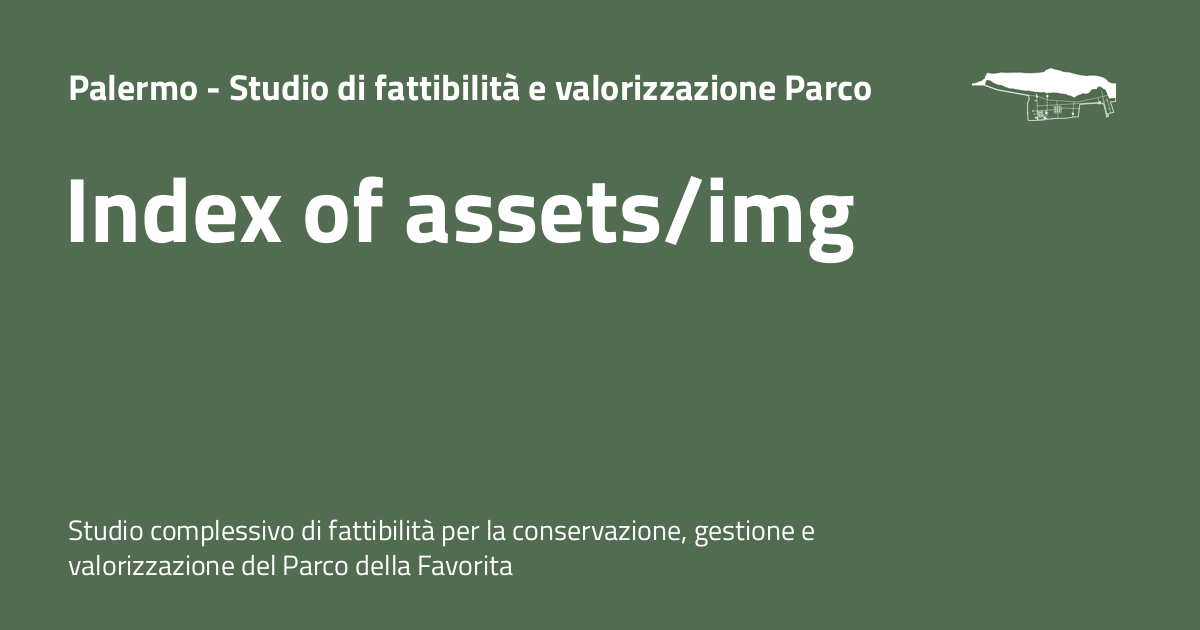 Palermo - Studio di fattibilità e valorizzazione Parco
Index of assets/img
Studio complessivo di fattibilità per la conservazione, gestione e
valorizzazione del Parco della Favorita